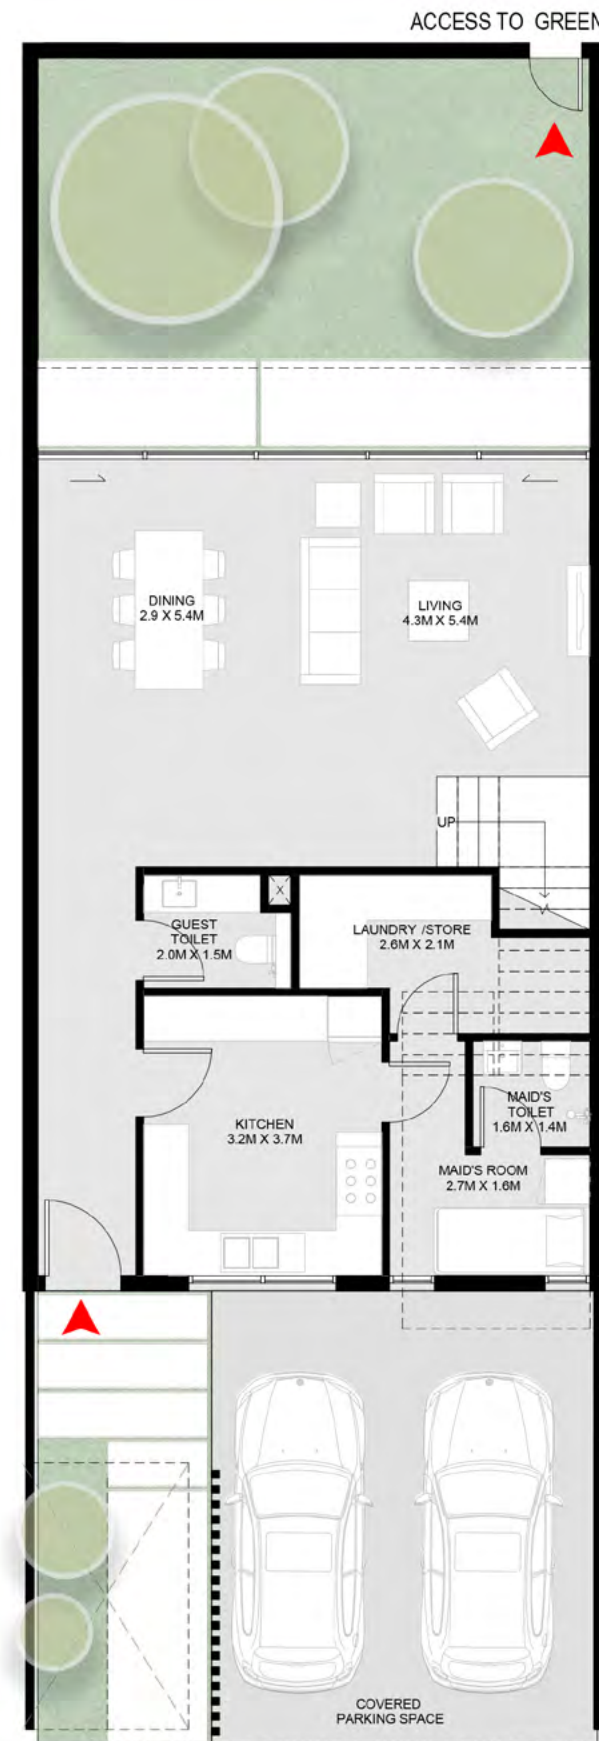 ACCESS TO GREEN
DINING
2.9 X 5.4M
LIVING
4.3M X 5.4M
UP
X
GUEST
TOILET
2.0M X 1.5M
LAUNDRY /STORE
2.6M X 2.1M
KITCHEN
3.2M X 3.7M
MAID'S
TOILET
1.6M X 1.4M
MAID'S ROOM
2.7M X 1.6M
COVERED
PARKING SPACE